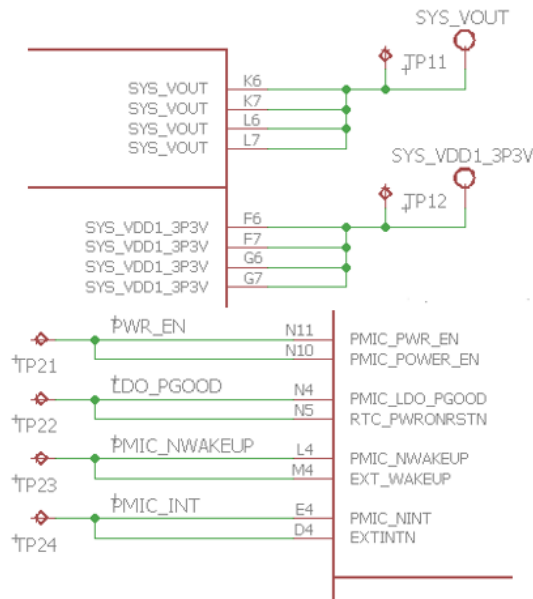 SYS_VOUT
TP11
SYS_VOUT K6
SYS_VOUT K7
SYS_VOUT L6
SYS_VOUT L7
SYS_VDD1_3P3V
TP12
SYS_VDD1_3P3V F6
SYS_VDD1_3P3V F7
SYS_VDD1_3P3V G6
SYS_VDD1_3P3V G7
PWR_EN N11 PMIC_PWR_EN
TP21 N10 PMIC_POWER_EN
LDO_PGOOD N4 PMIC_LDO_PGOOD
TP22 N5 RTC_PWRONRSTN
PMIC_NWAKEUP L4 PMIC_NWAKEUP
TP23 M4 EXT_WAKEUP
PMIC_INT E4 PMIC_NINT
TP24 D4 EXTINTN